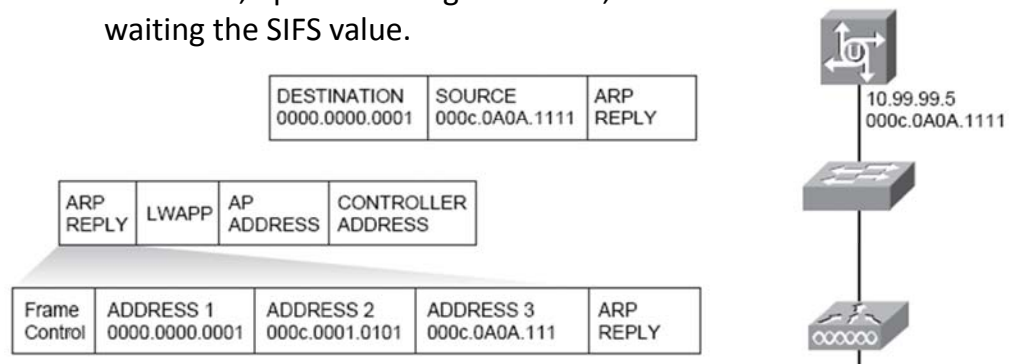 waiting the SIFS value.
U
10.99.99.5
000c.0A0A.1111
DESTINATION
0000.0000.0001
SOURCE
000c.0A0A.1111
ARP
REPLY
ARP
REPLY
LWAPP
AP
ADDRESS
CONTROLLER
ADDRESS
Frame
Control
ADDRESS 1
0000.0000.0001
ADDRESS 2
000c.0001.0101
ADDRESS 3
000c.0A0A.111
ARP
REPLY